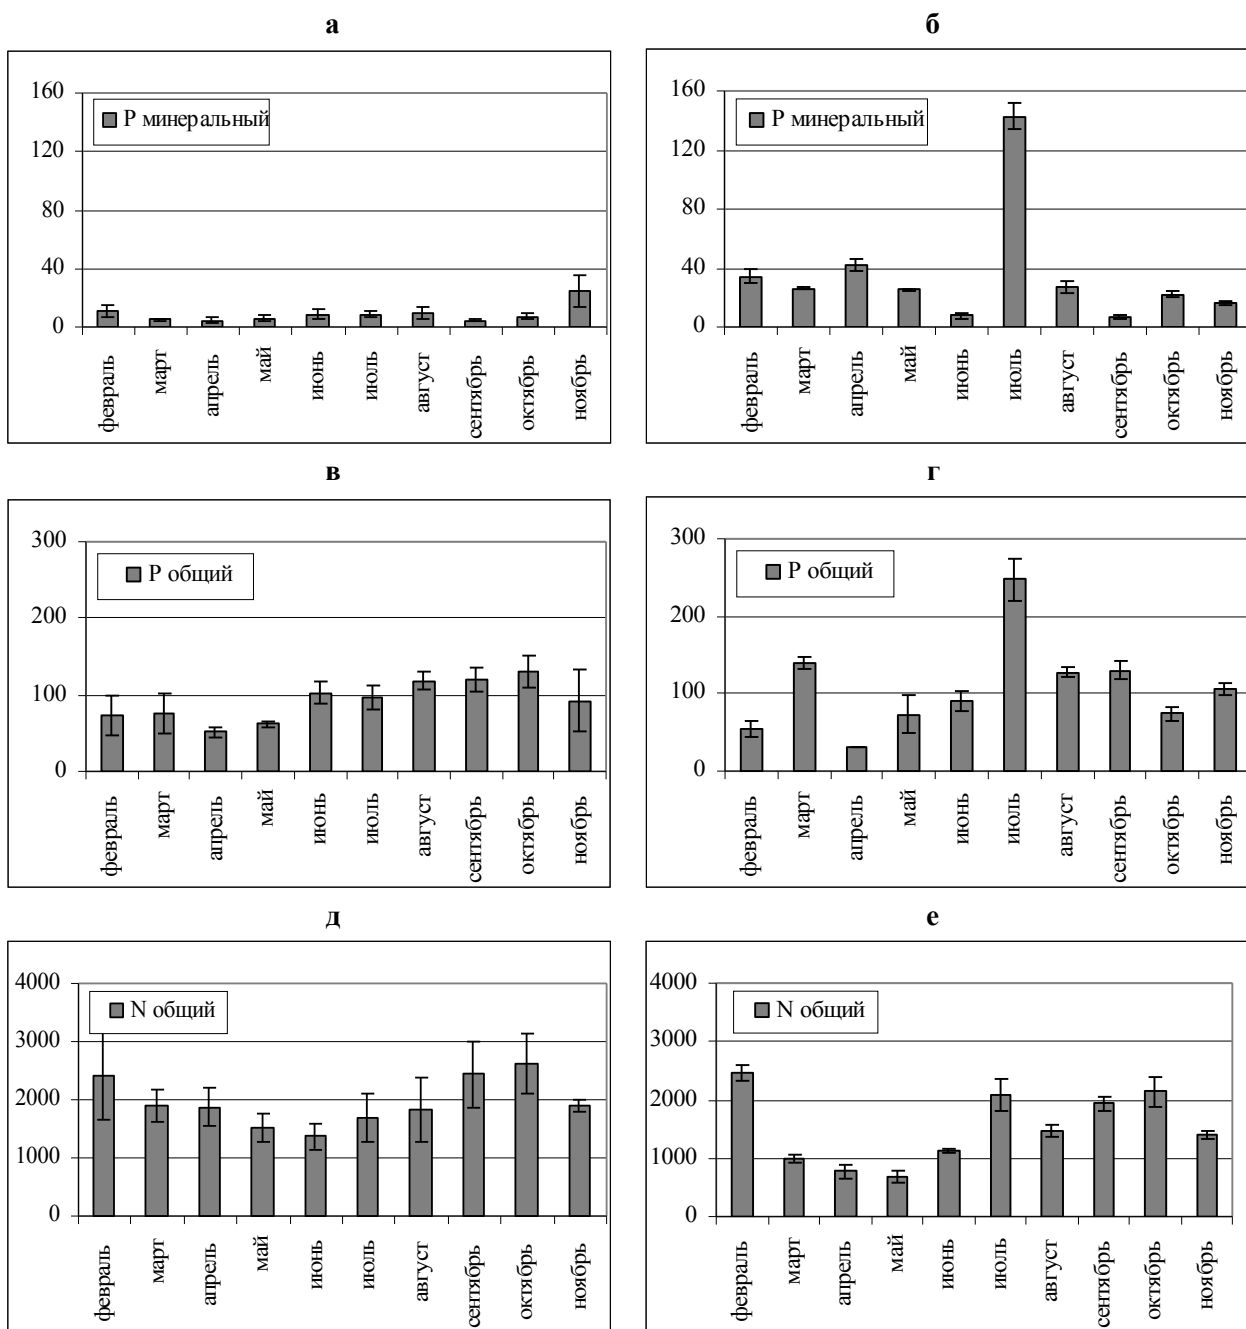 а
160
120
80
40
0
P минеральный
февраль
март
апрель
май
июнь
июль
август
сентябрь
октябрь
ноябрь
б
160
120
80
40
0
P минеральный
февраль
март
апрель
май
июнь
июль
август
сентябрь
октябрь
ноябрь
в
300
200
100
0
P общий
февраль
март
апрель
май
июнь
июль
август
сентябрь
октябрь
ноябрь
г
300
200
100
0
P общий
февраль
март
апрель
май
июнь
июль
август
сентябрь
октябрь
ноябрь
д
4000
3000
2000
1000
0
N общий
февраль
март
апрель
май
июнь
июль
август
сентябрь
октябрь
ноябрь
е
4000
3000
2000
1000
0
N общий
февраль
март
апрель
май
июнь
июль
август
сентябрь
октябрь
ноябрь